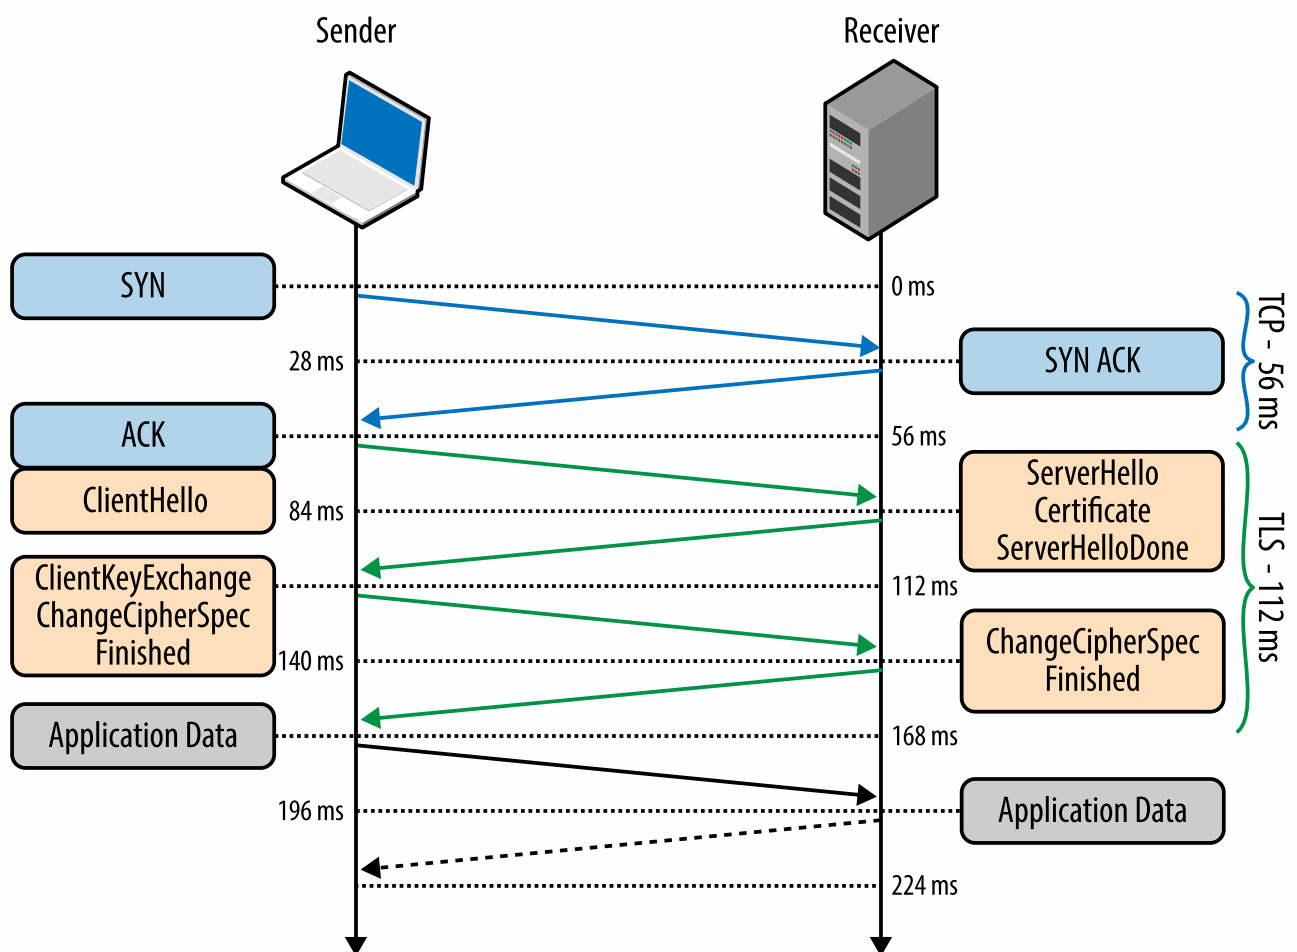 Sender
Receiver
SYN
0 ms
28 ms
SYN ACK
TCP - 56 ms
ACK
56 ms
ClientHello
84 ms
ServerHello
Certificate
ServerHelloDone
ClientKeyExchange
ChangeCipherSpec
Finished
112 ms
TLS - 112 ms
140 ms
ChangeCipherSpec
Finished
Application Data
168 ms
196 ms
Application Data
224 ms